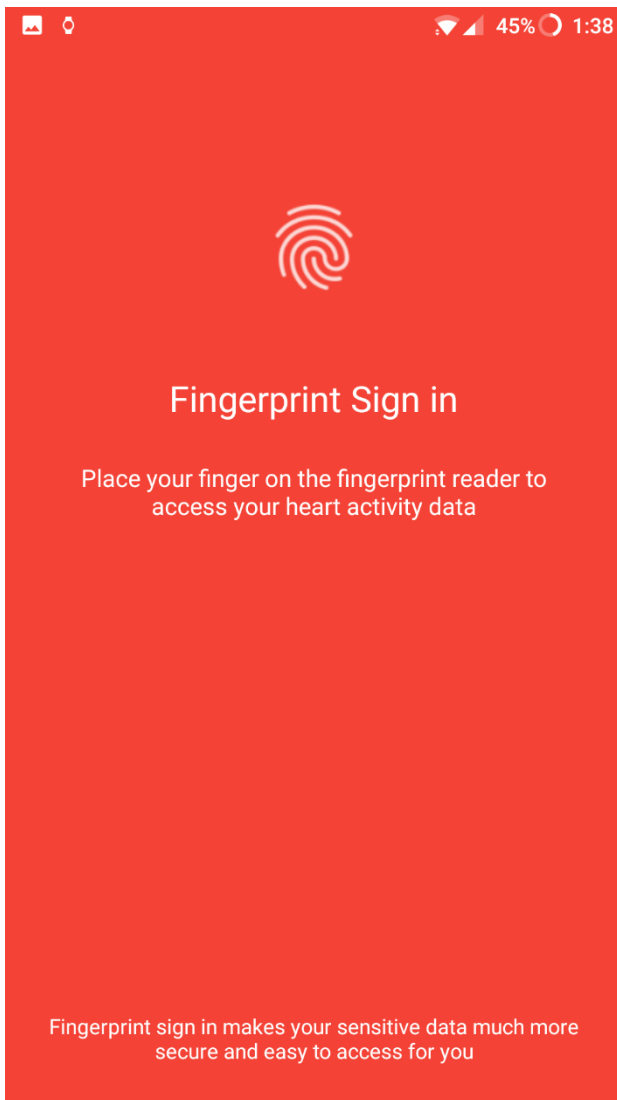 45% 1:38
Fingerprint Sign in
Place your finger on the fingerprint reader to
access your heart activity data
Fingerprint sign in makes your sensitive data much more
secure and easy to access for you